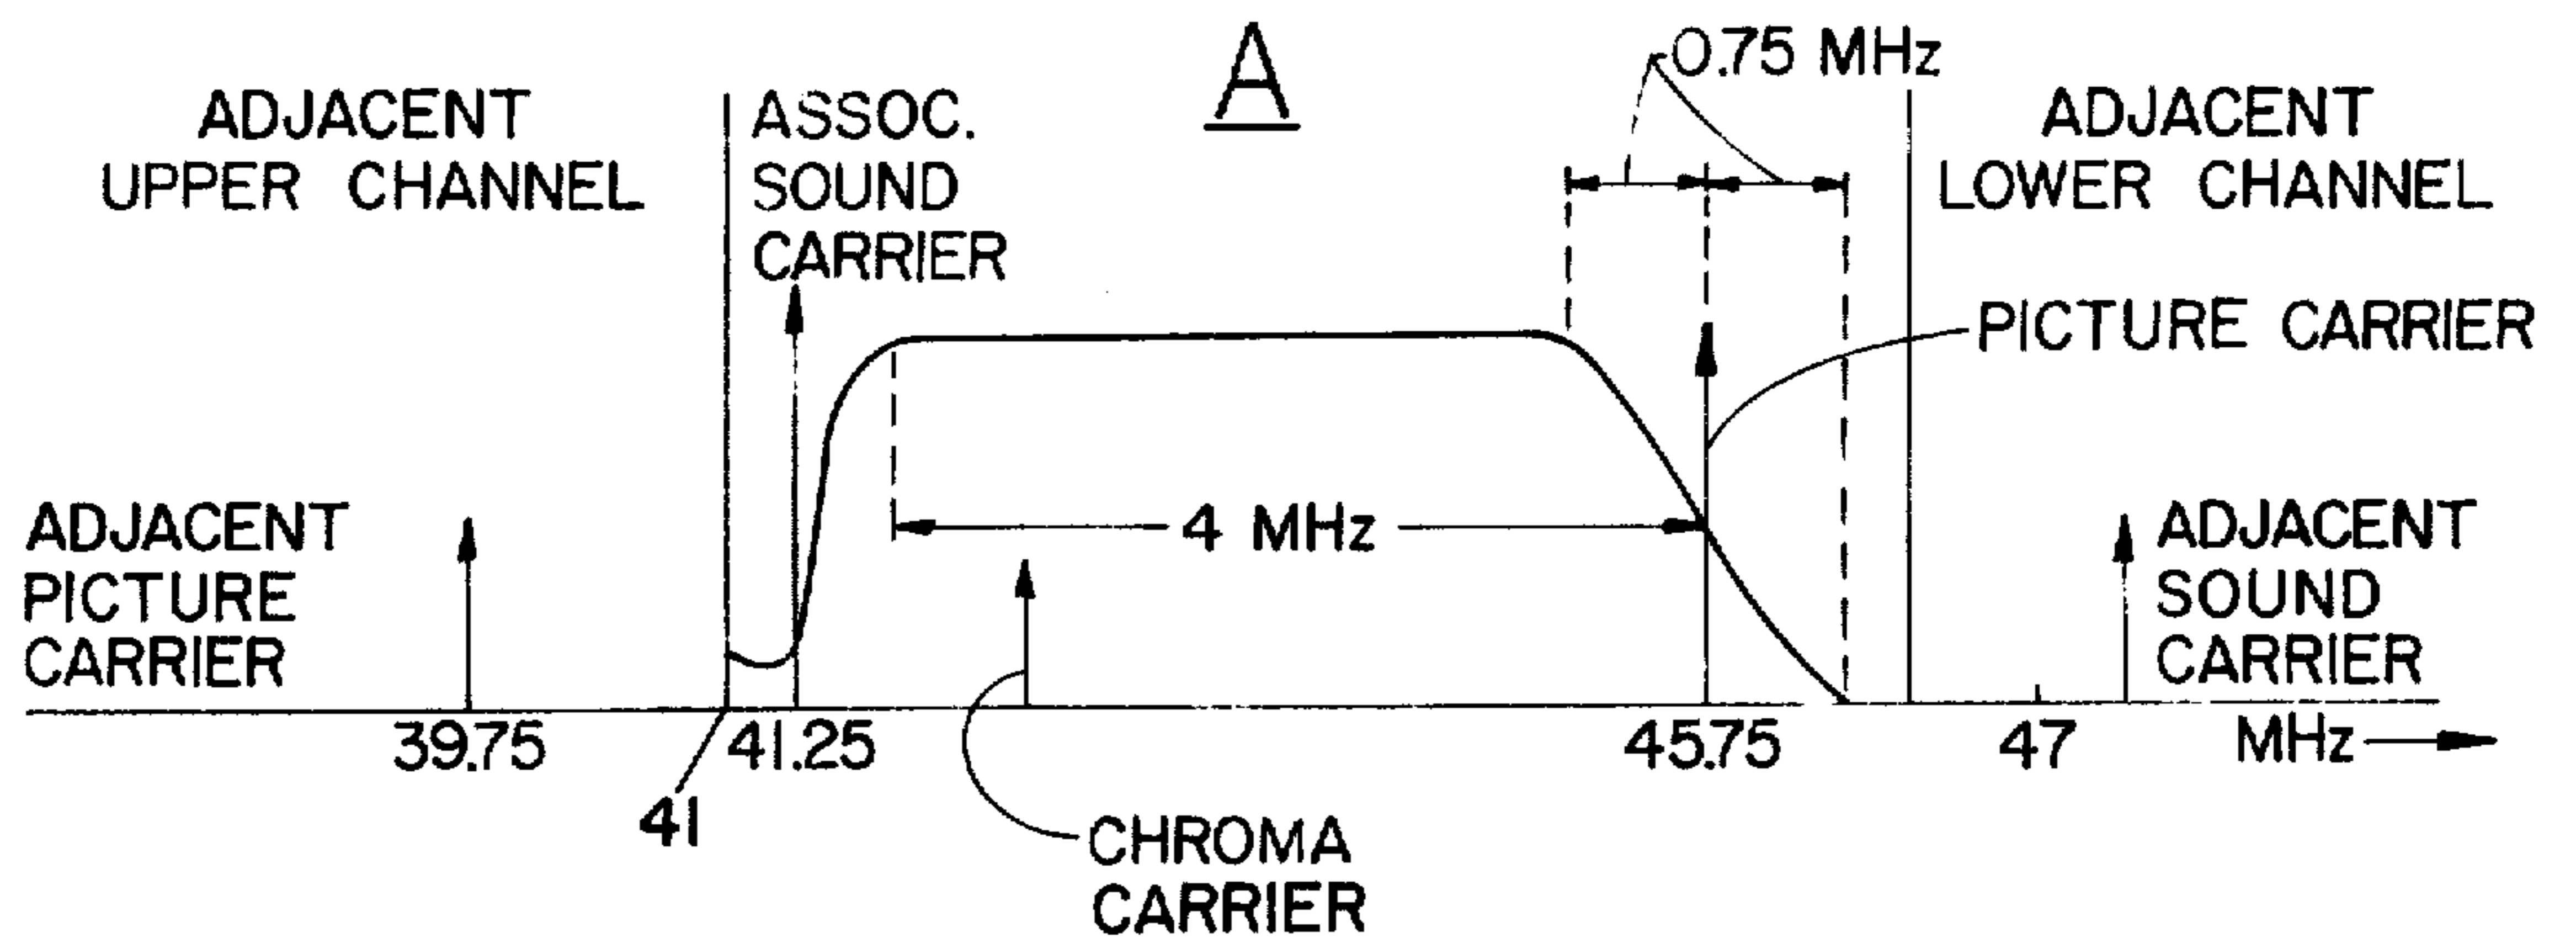 A
0.75 MHz
ADJACENT
UPPER CHANNEL
ASSOC.
SOUND
CARRIER
ADJACENT
LOWER CHANNEL
PICTURE CARRIER
ADJACENT
PICTURE
CARRIER
4 MHz
ADJACENT
SOUND
CARRIER
39.75
41
41.25
45.75
47
MHz
CHROMA
CARRIER